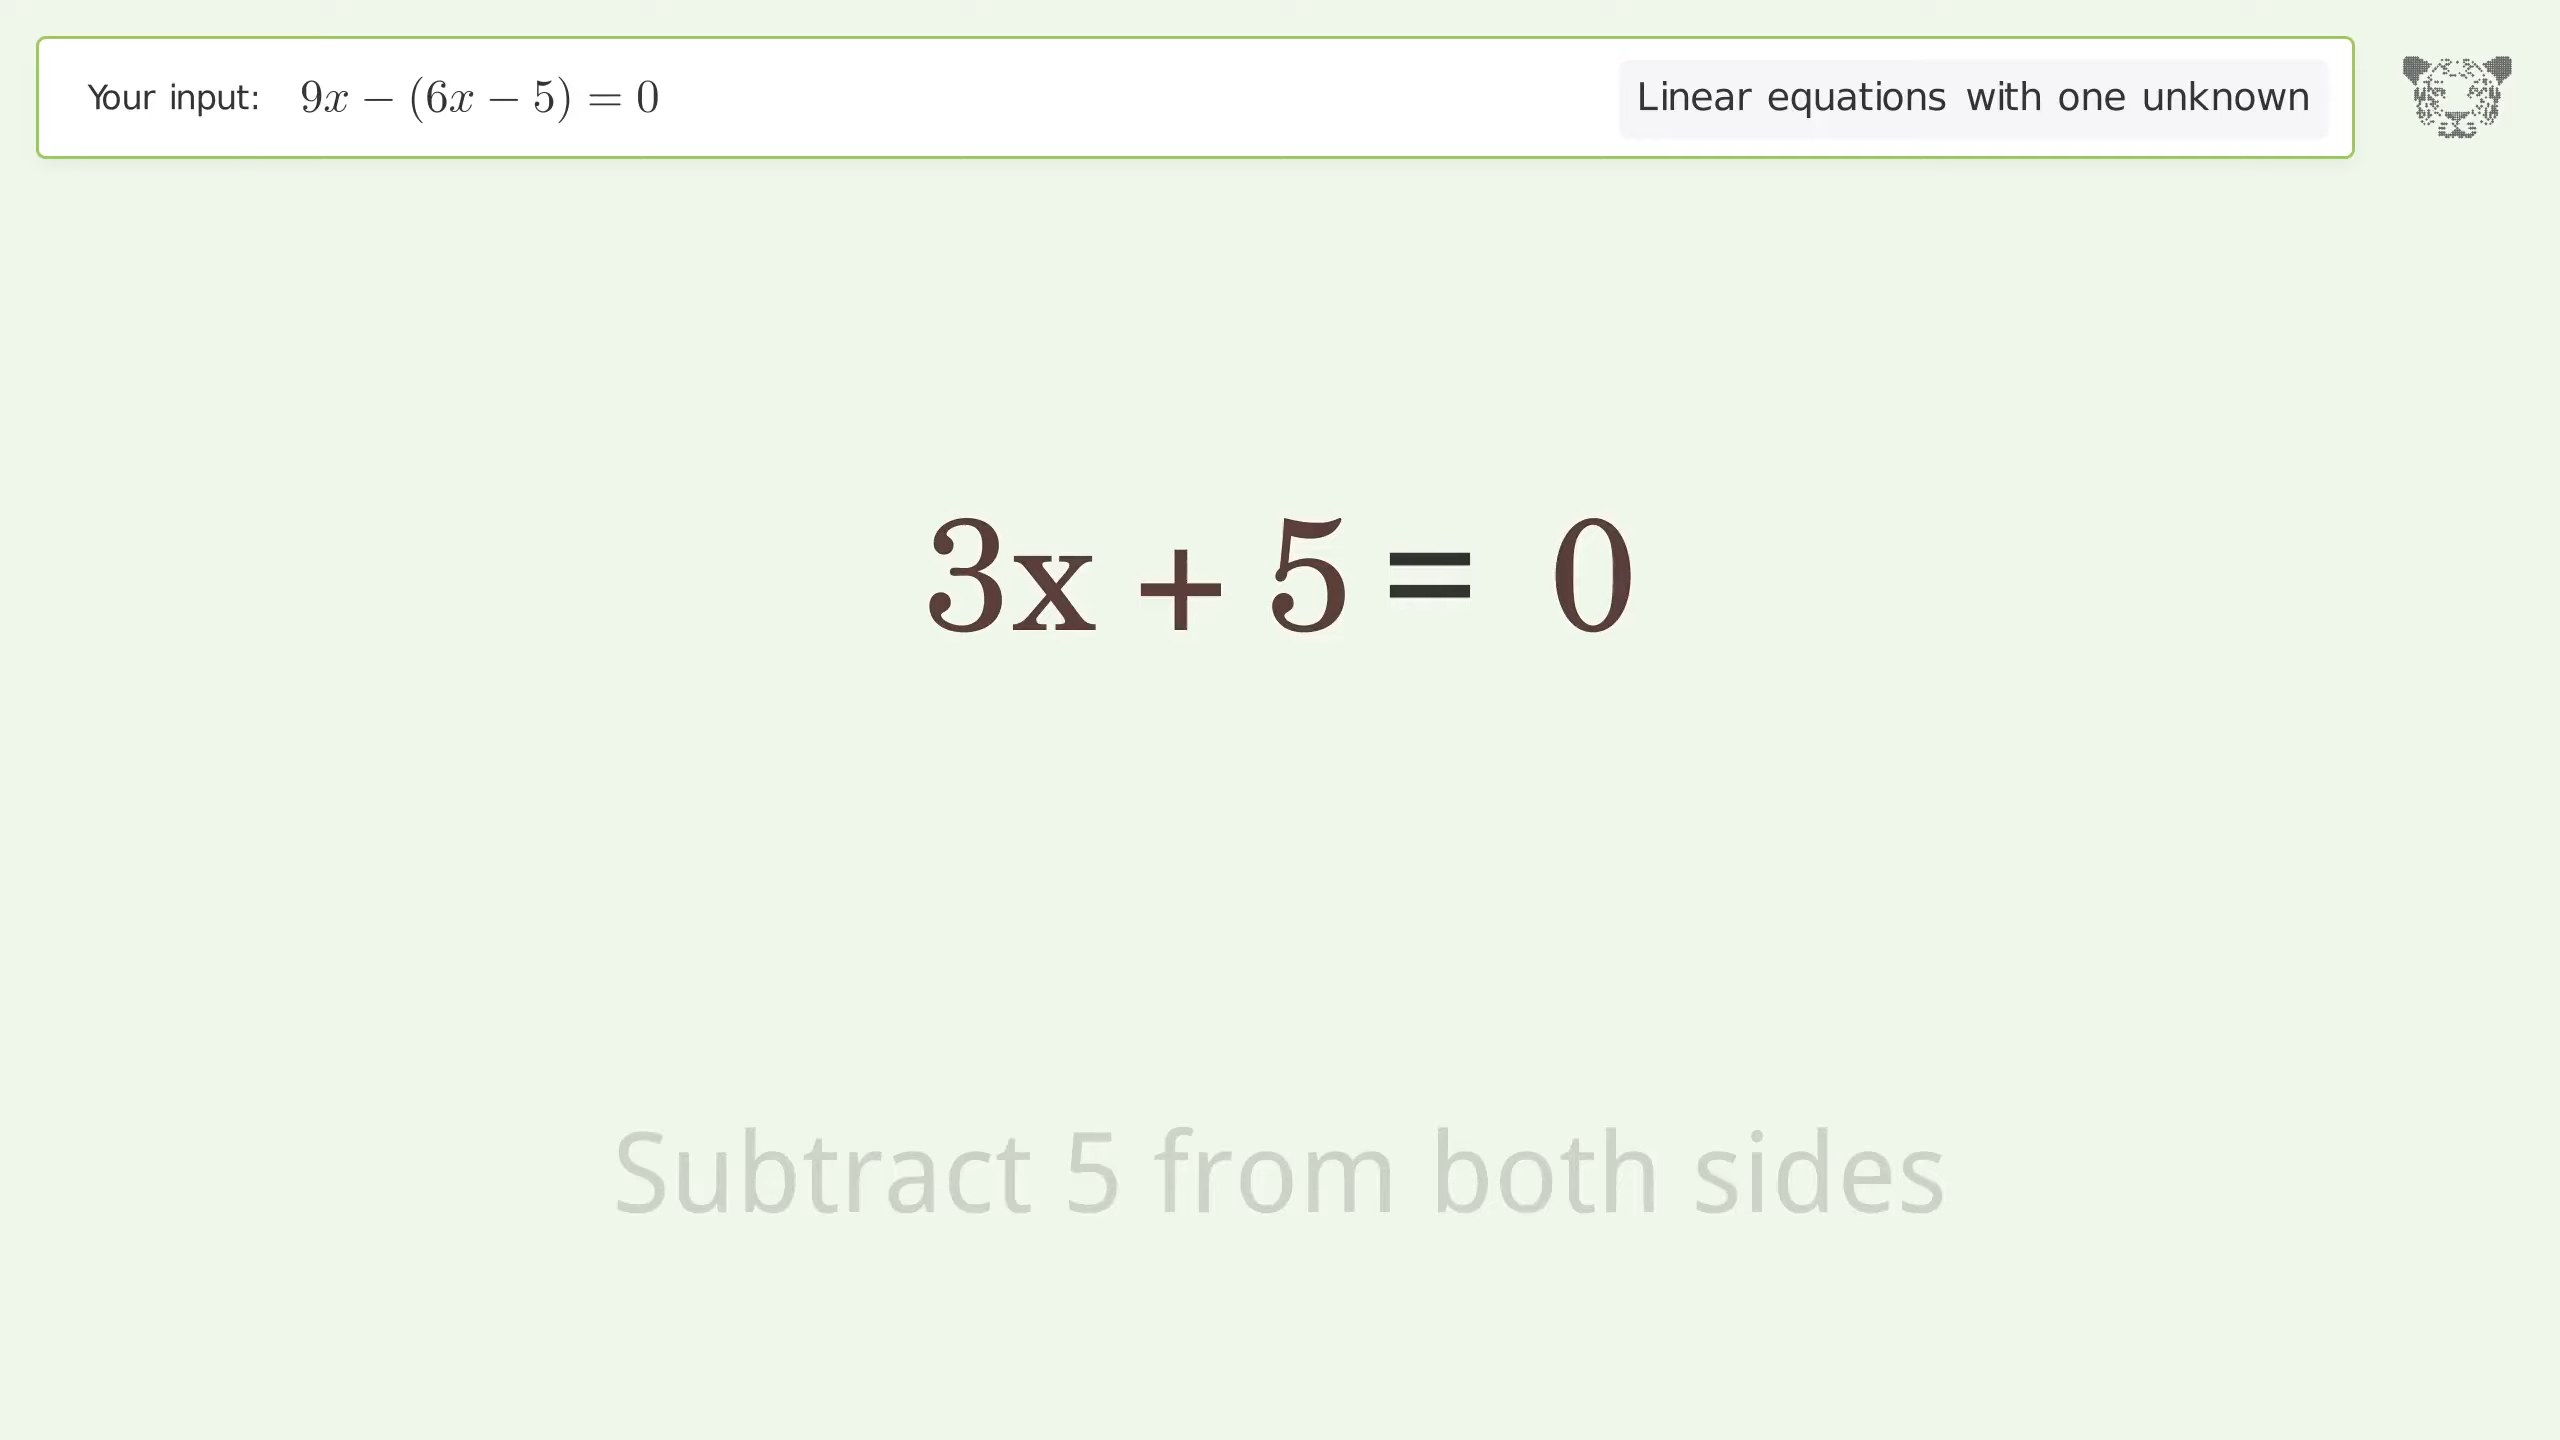 Your input: 9x − (6x − 5) = 0
Linear equations with one unknown
3x + 5 = 0
Subtract 5 from both sides